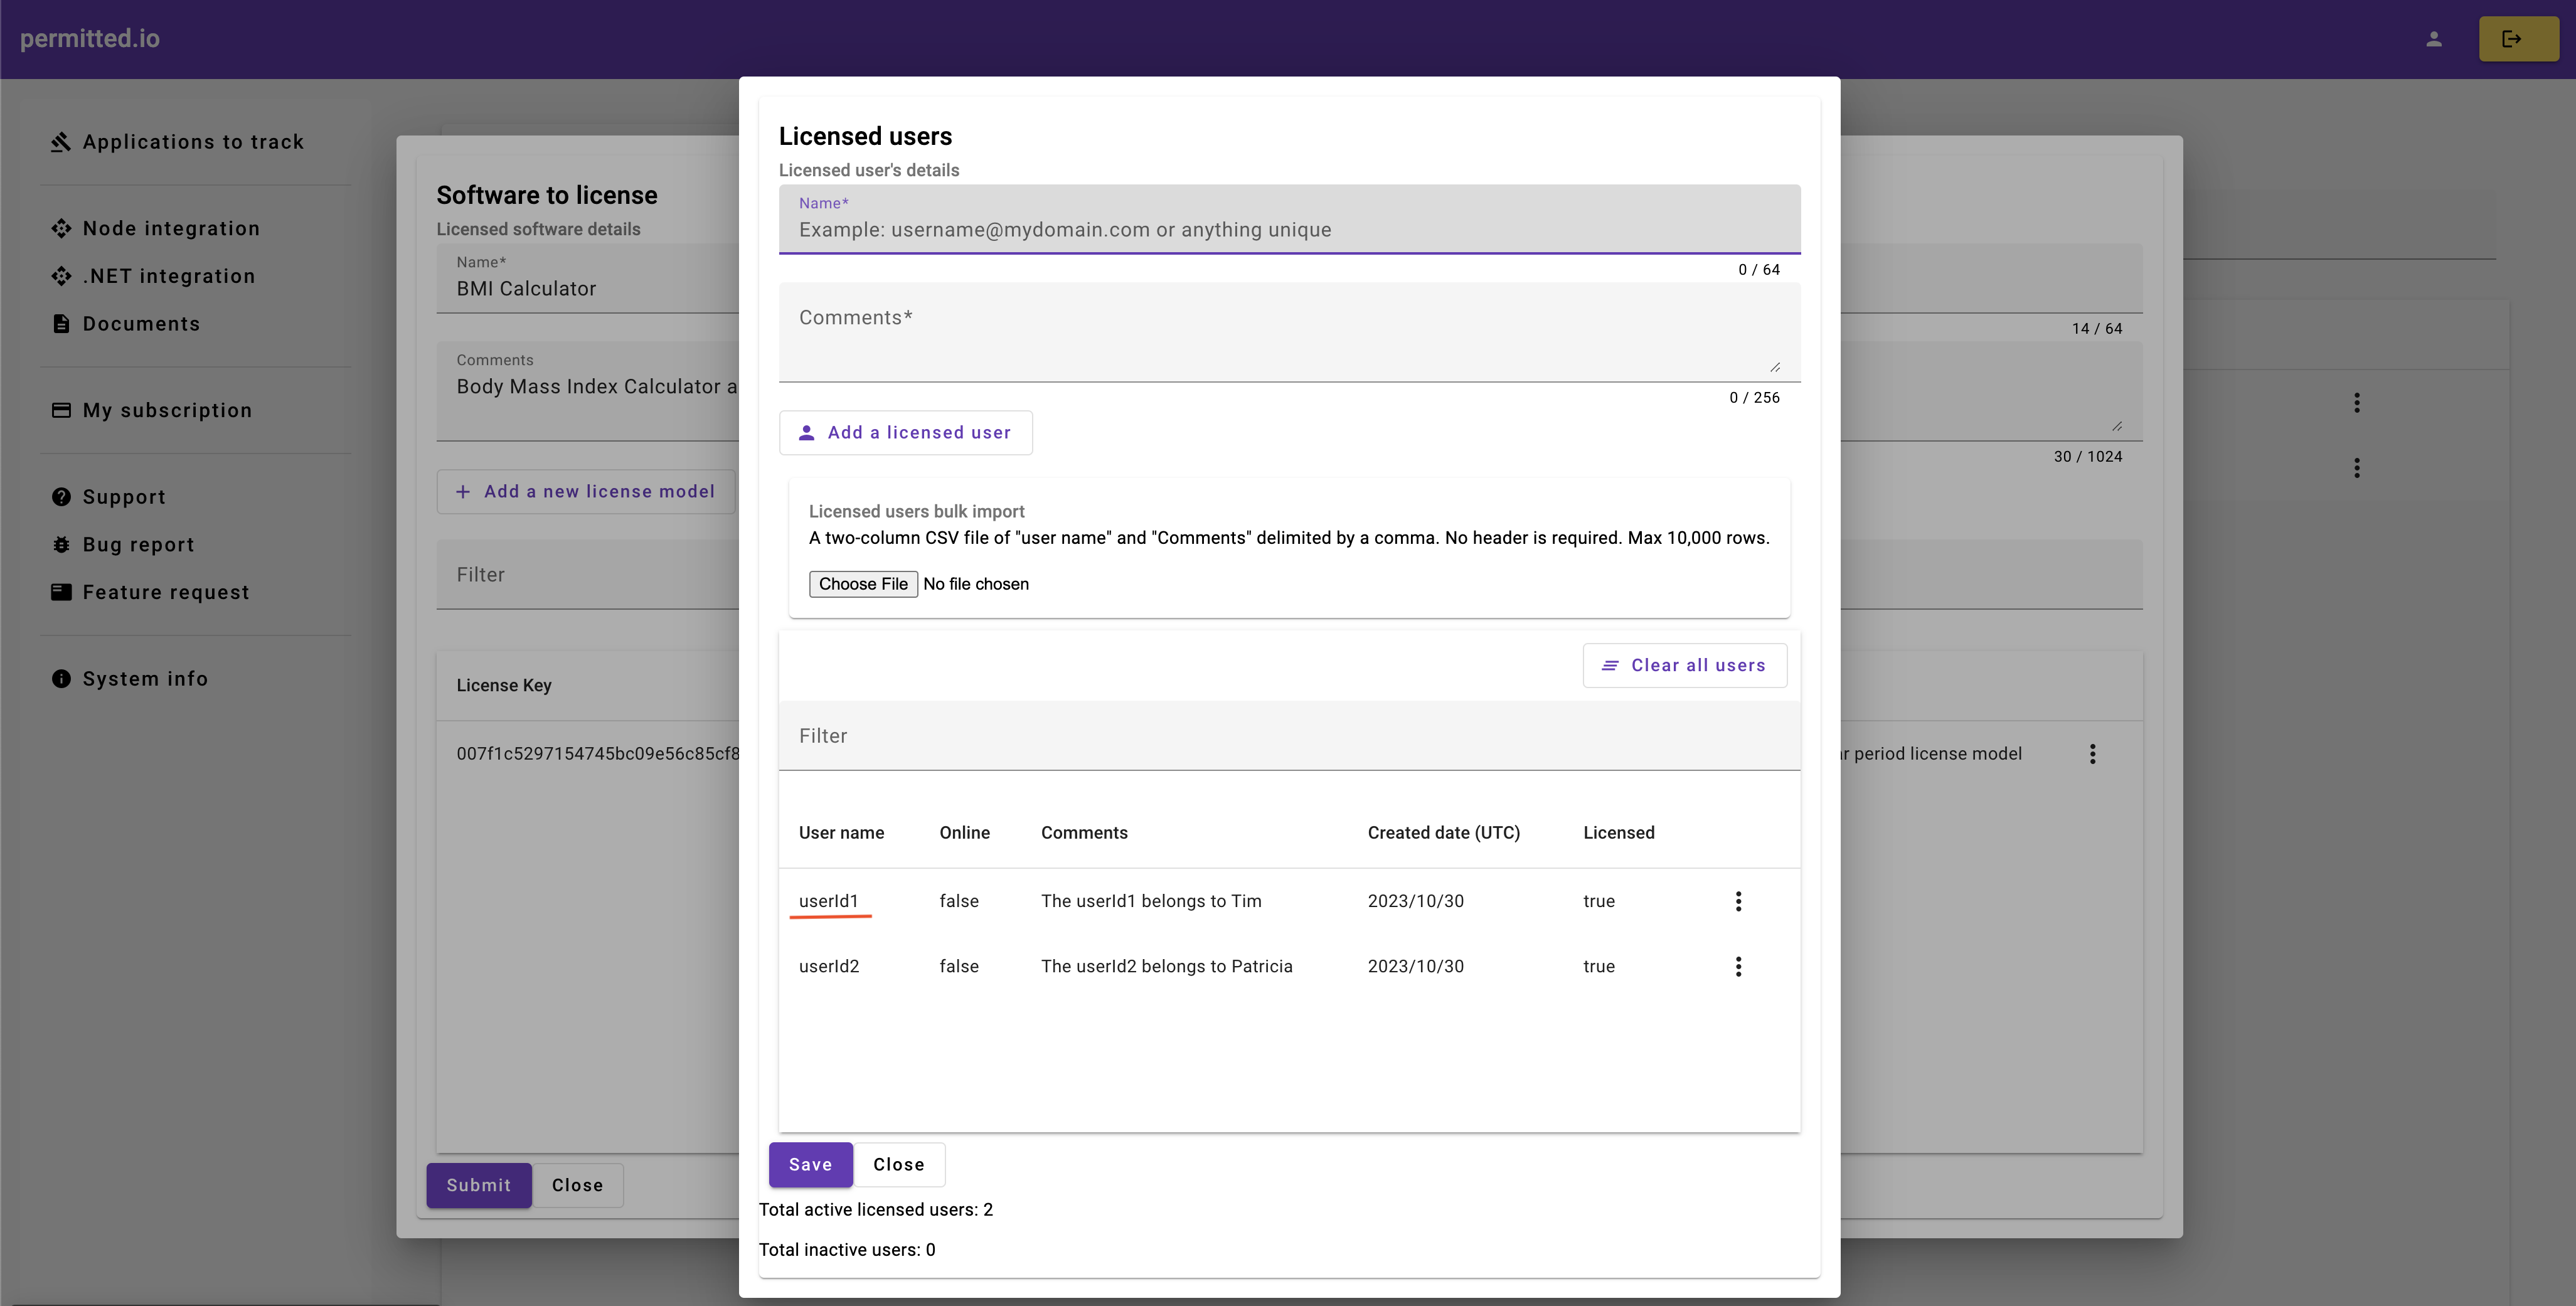 permitted.io
Applications to track
Node integration
.NET integration
Documents
My subscription
Support
Bug report
Feature request
System info
Software to license
Licensed software details
Name*
BMI Calculator
14 / 64
Comments
Body Mass Index Calculator a
30 / 1024
Add a new license model
Filter
License Key
007f1c5297154745bc09e56c85cf8
period license model
Submit
Close
Licensed users
Licensed user's details
Name*
Example: username@mydomain.com or anything unique
0 / 64
Comments*
0 / 256
Add a licensed user
Licensed users bulk import
A two-column CSV file of "user name" and "Comments" delimited by a comma. No header is required. Max 10,000 rows.
Choose File No file chosen
Clear all users
Filter
User name Online Comments Created date (UTC) Licensed
userId1 false The userId1 belongs to Tim 2023/10/30 true
userId2 false The userId2 belongs to Patricia 2023/10/30 true
Save
Close
Total active licensed users: 2
Total inactive users: 0